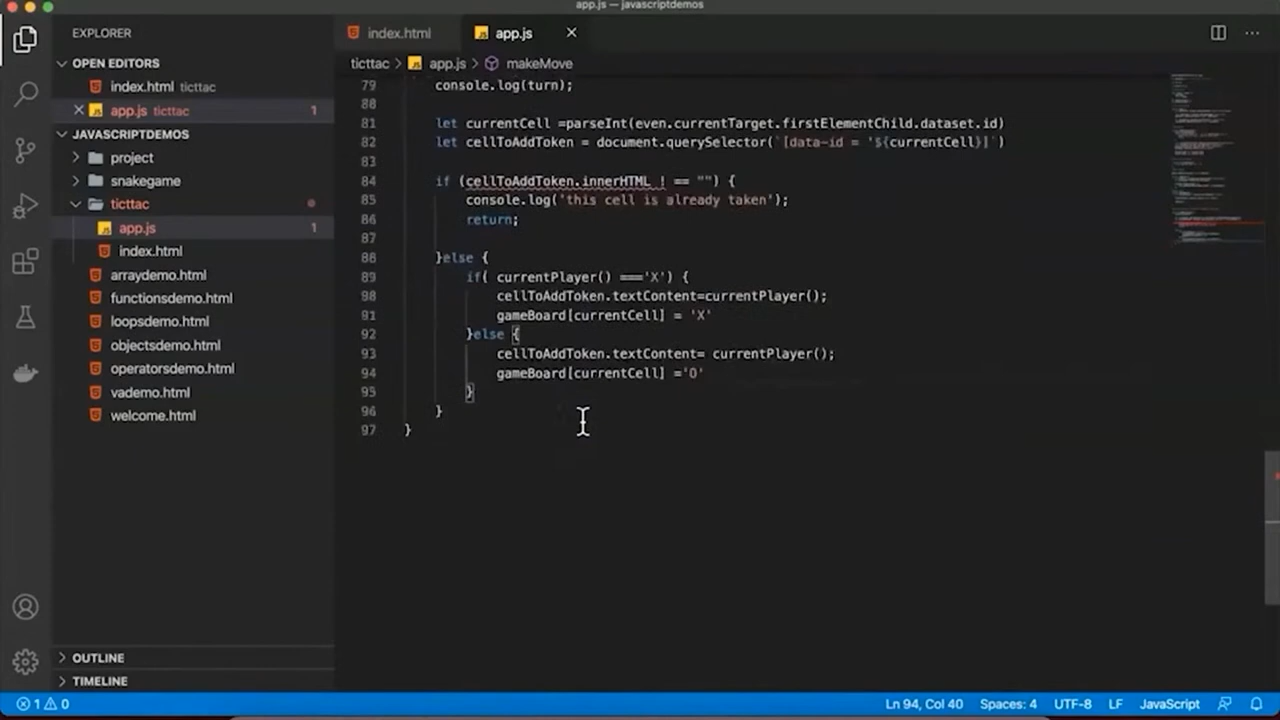 app.js — javascriptdemos
EXPLORER
index.html
app.js
OPEN EDITORS
ticttac > app.js > makeMove
index.html ticttac
app.js ticttac 1
JAVASCRIPTDEMOS
project
snakegame
ticttac
app.js 1
index.html
arraydemo.html
functionsdemo.html
loopsdemo.html
objectsdemo.html
operatorsdemo.html
vademo.html
welcome.html
79 console.log(turn);
80
81 let currentCell =parseInt(even.currentTarget.firstElementChild.dataset.id)
82 let cellToAddToken = document.querySelector(`[data-id = '${currentCell}]`)
83
84 if (cellToAddToken.innerHTML ! == "") {
85 console.log('this cell is already taken');
86 return;
87
88 }else {
89 if( currentPlayer() ==='X') {
90 cellToAddToken.textContent=currentPlayer();
91 gameBoard[currentCell] = 'X'
92 }else {
93 cellToAddToken.textContent= currentPlayer();
94 gameBoard[currentCell] ='O'
95 }
96 }
97 }
OUTLINE
TIMELINE
1 0
Ln 94, Col 40
Spaces: 4
UTF-8
LF
JavaScript